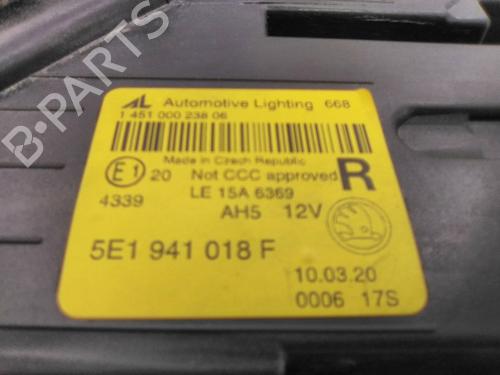 AL Automotive Lighting 668
1 451 000 238 06
Made in Czech Republic
E1 20 Not CCC approved R
4339 LE 15A 6369
AH5 12V
5E1 941 018 F
10.03.20
0006 17S
B-PARTS